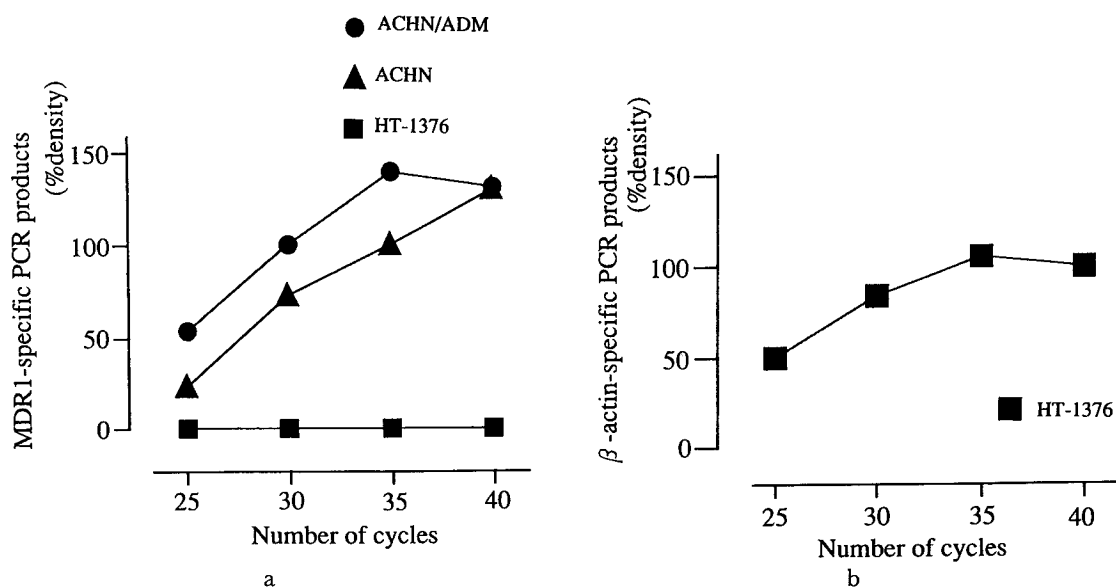 ACHN/ADM
ACHN
HT-1376
MDR1-specific PCR products
(%density)
150
100
50
0
25 30 35 40
Number of cycles
a
β-actin-specific PCR products
(%density)
150
100
50
0
HT-1376
25 30 35 40
Number of cycles
b